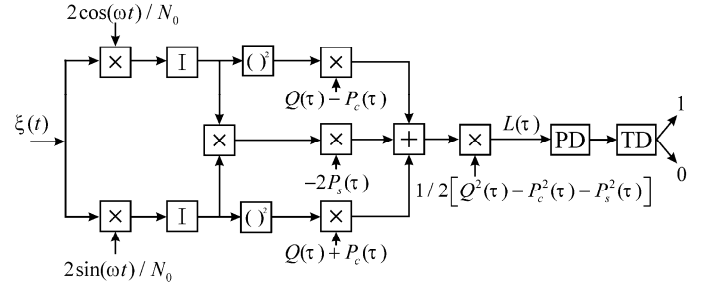 2cos(ωt) / N₀
× I ( )² ×
Q(τ) − P_c(τ)
ξ(t)
× × + × L(τ) PD TD 1
0
−2P_s(τ)
1/2[Q²(τ) − P_c²(τ) − P_s²(τ)]
× I ( )² ×
Q(τ) + P_c(τ)
2sin(ωt) / N₀